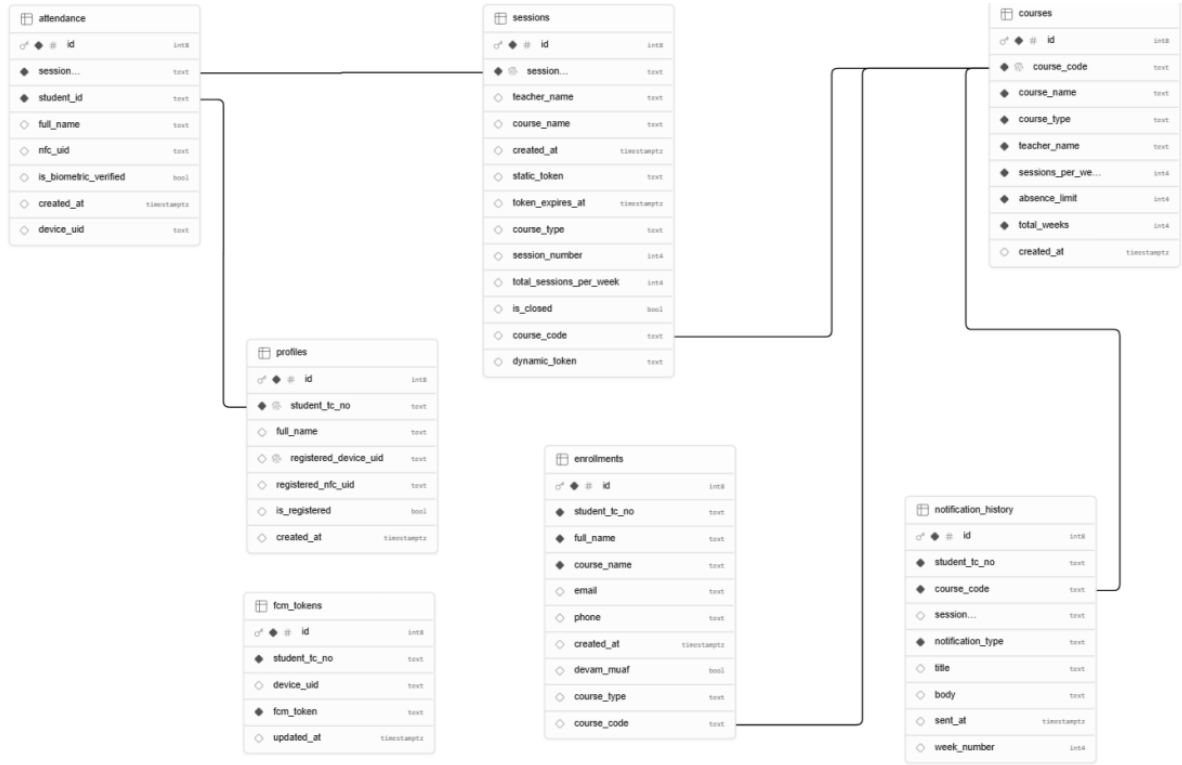 attendance
# id int8
session... text
student_id text
full_name text
nfc_uid text
is_biometric_verified bool
created_at timestamptz
device_uid text
sessions
# id int8
session... text
teacher_name text
course_name text
created_at timestamptz
static_token text
token_expires_at timestamptz
course_type text
session_number int4
total_sessions_per_week int4
is_closed bool
course_code text
dynamic_token text
courses
# id int8
course_code text
course_name text
course_type text
teacher_name text
sessions_per_we... int4
absence_limit int4
total_weeks int4
created_at timestamptz
profiles
# id int8
student_tc_no text
full_name text
registered_device_uid text
registered_nfc_uid text
is_registered bool
created_at timestamptz
enrollments
# id int8
student_tc_no text
full_name text
course_name text
email text
phone text
created_at timestamptz
devam_muaf bool
course_type text
course_code text
notification_history
# id int8
student_tc_no text
course_code text
session... text
notification_type text
title text
body text
sent_at timestamptz
week_number int4
fcm_tokens
# id int8
student_tc_no text
device_uid text
fcm_token text
updated_at timestamptz